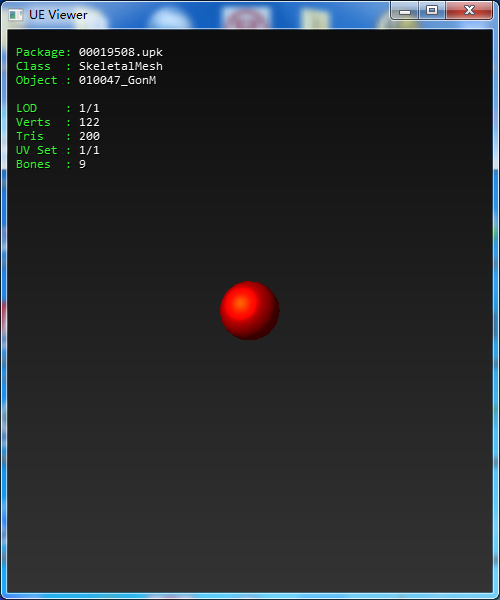 UE Viewer
Package: 00019508.upk
Class : SkeletalMesh
Object : 010047_GonM
LOD : 1/1
Verts : 122
Tris : 200
UV Set : 1/1
Bones : 9